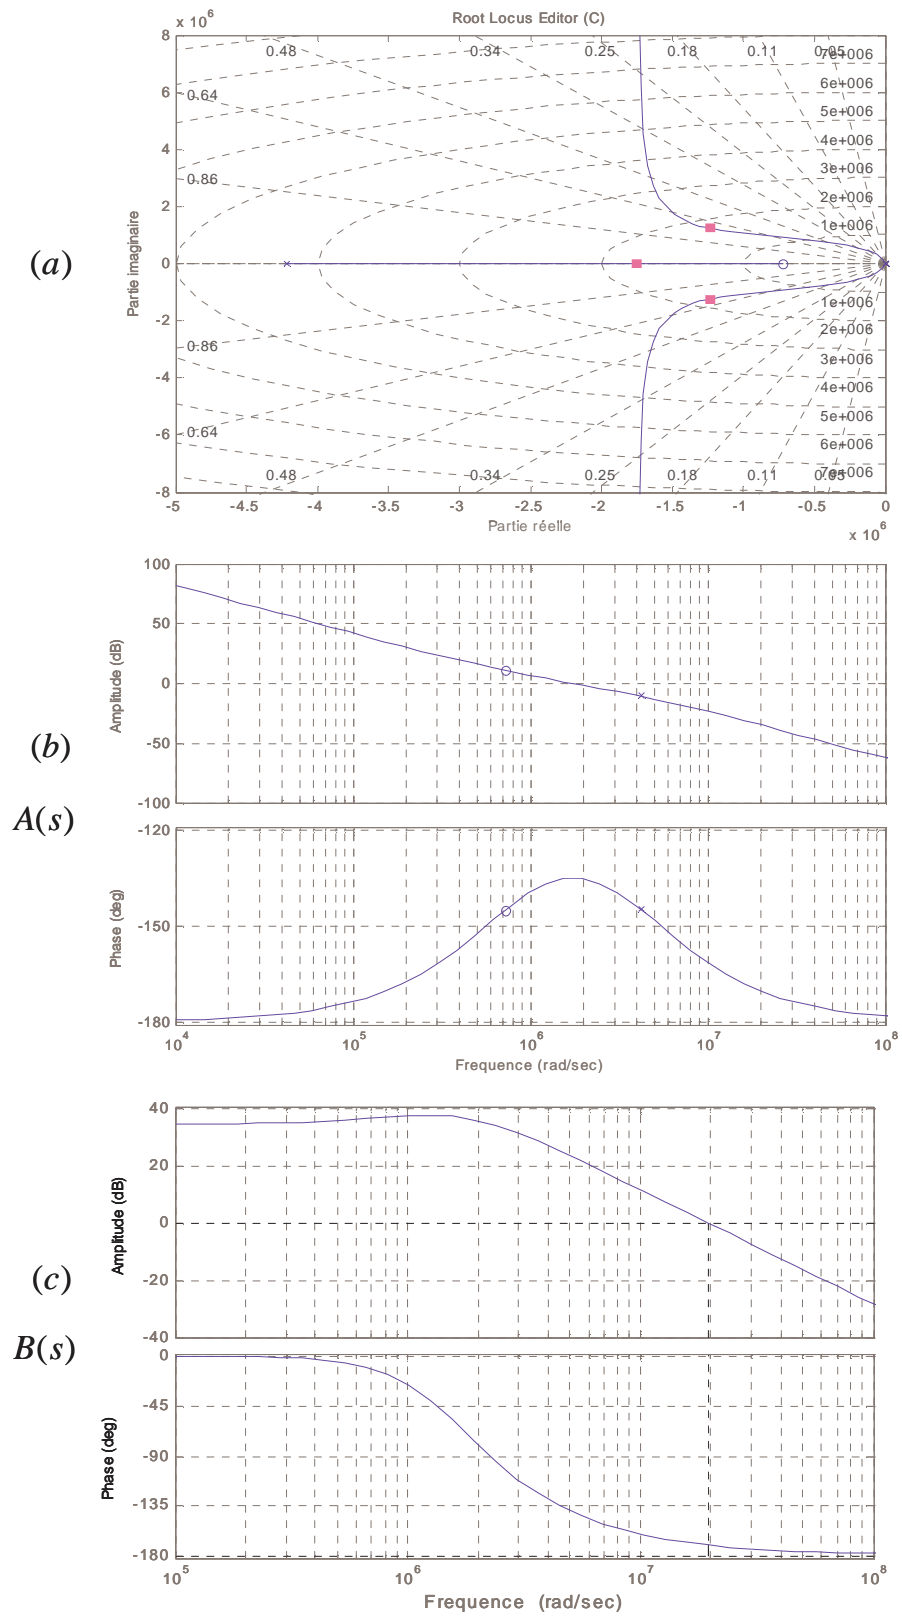 Root Locus Editor (C)
x 10^6
8
0.48 0.34 0.25 0.18 0.11 0.05 7e+006
6e+006
6
0.64
5e+006
4
4e+006
3e+006
0.86
2
2e+006
1e+006
(a)
Partie imaginaire
0
1e+006
-2
2e+006
0.86
3e+006
-4
4e+006
5e+006
-6
0.64
6e+006
0.48 0.34 0.25 0.18 0.11 0.05 7e+006
-8
-5 -4.5 -4 -3.5 -3 -2.5 -2 -1.5 -1 -0.5 0
Partie réelle
x 10^6
100
50
0
-50
-100
Amplitude (dB)
(b)
A(s)
-120
-150
-180
Phase (deg)
10^4 10^5 10^6 10^7 10^8
Frequence (rad/sec)
40
20
0
-20
-40
Amplitude (dB)
(c)
B(s)
0
-45
-90
-135
-180
Phase (deg)
10^5 10^6 10^7 10^8
Frequence (rad/sec)